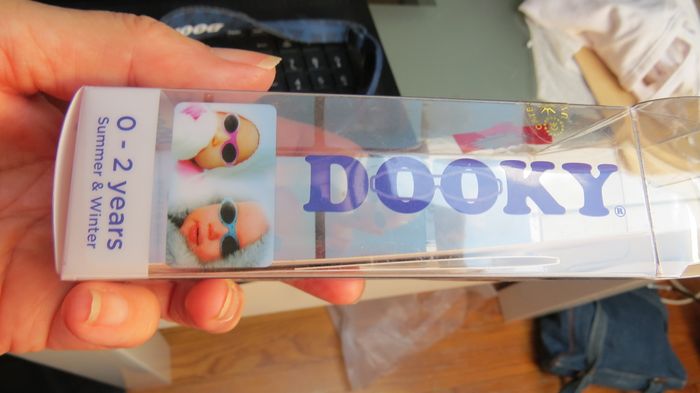 0 - 2 years
Summer & Winter
DOOKY®